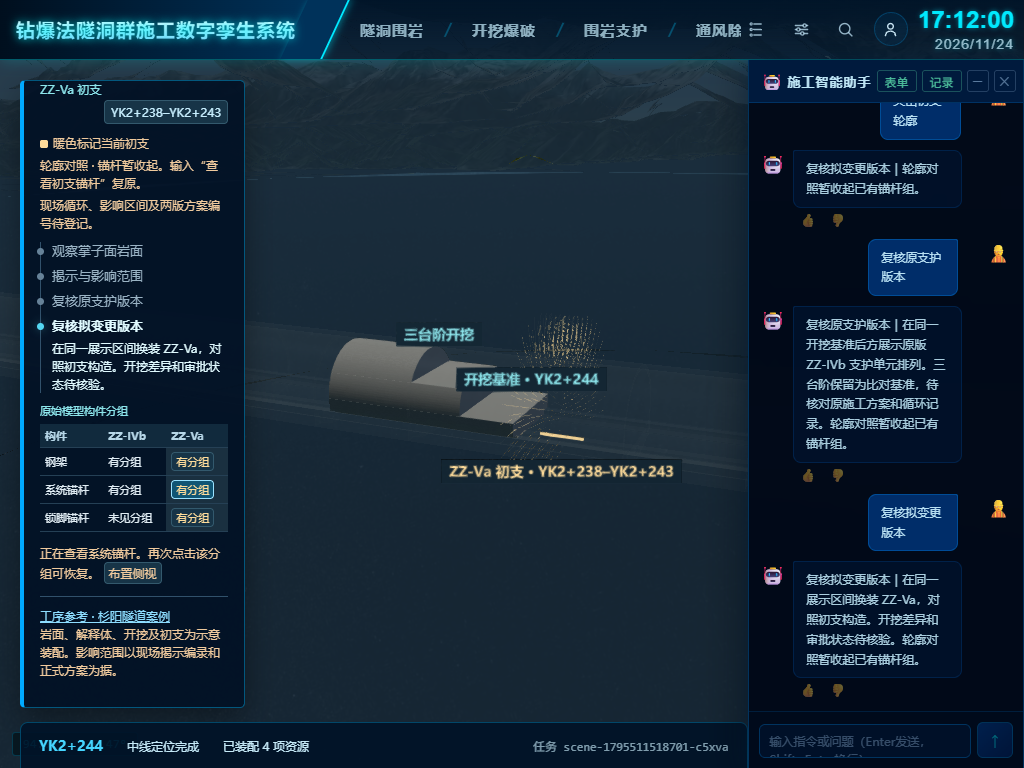 钻爆法隧洞群施工数字孪生系统
隧洞围岩 / 开挖爆破 / 围岩支护 / 通风除
17:12:00
2026/11/24
ZZ-Va 初支
YK2+238—YK2+243
暖色标记当前初支
轮廓对照 · 锚杆暂收起。输入“查
看初支锚杆”复原。
现场循环、影响区间及两版方案编
号待登记。
观察掌子面岩面
揭示与影响范围
复核原支护版本
复核拟变更版本
在同一展示区间换装 ZZ-Va，对
照初支构造。开挖差异和审批状
态待核验。
原始模型构件分组
构件 ZZ-IVb ZZ-Va
钢架 有分组 有分组
系统锚杆 有分组 有分组
锁脚锚杆 未见分组 有分组
正在查看系统锚杆。再次点击该分
组可恢复。 布置侧视
工序参考 · 杉阳隧道案例
岩面、解释体、开挖及初支为示意
装配。影响范围以现场揭示编录和
正式方案为据。
三台阶开挖
开挖基准 · YK2+244
ZZ-Va 初支 · YK2+238—YK2+243
YK2+244 中线定位完成 已装配 4 项资源
任务 scene-1795511518701-c5xva
施工智能助手 表单 记录
轮廓
复核拟变更版本 | 轮廓对
照暂收起已有锚杆组。
复核原支护
版本
复核原支护版本 | 在同一
开挖基准后方展示原版
ZZ-IVb 支护单元排列。三
台阶保留为比对基准，待
核对原施工方案和循环记
录。轮廓对照暂收起已有
锚杆组。
复核拟变更
版本
复核拟变更版本 | 在同一
展示区间换装 ZZ-Va，对
照初支构造。开挖差异和
审批状态待核验。轮廓对
照暂收起已有锚杆组。
输入指令或问题（Enter发送，